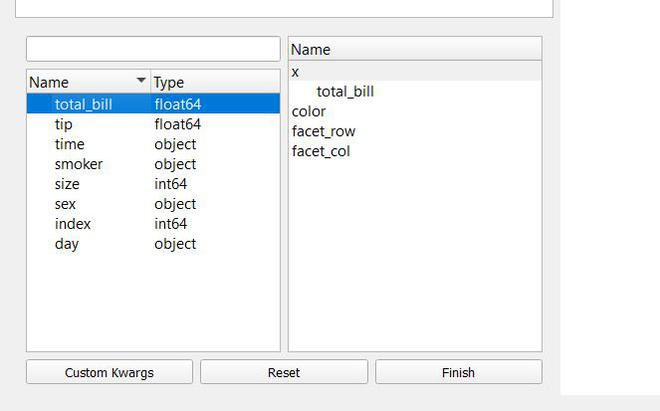 Name Type
total_bill float64
tip float64
time object
smoker object
size int64
sex object
index int64
day object
Name
x
total_bill
color
facet_row
facet_col
Custom Kwargs Reset Finish